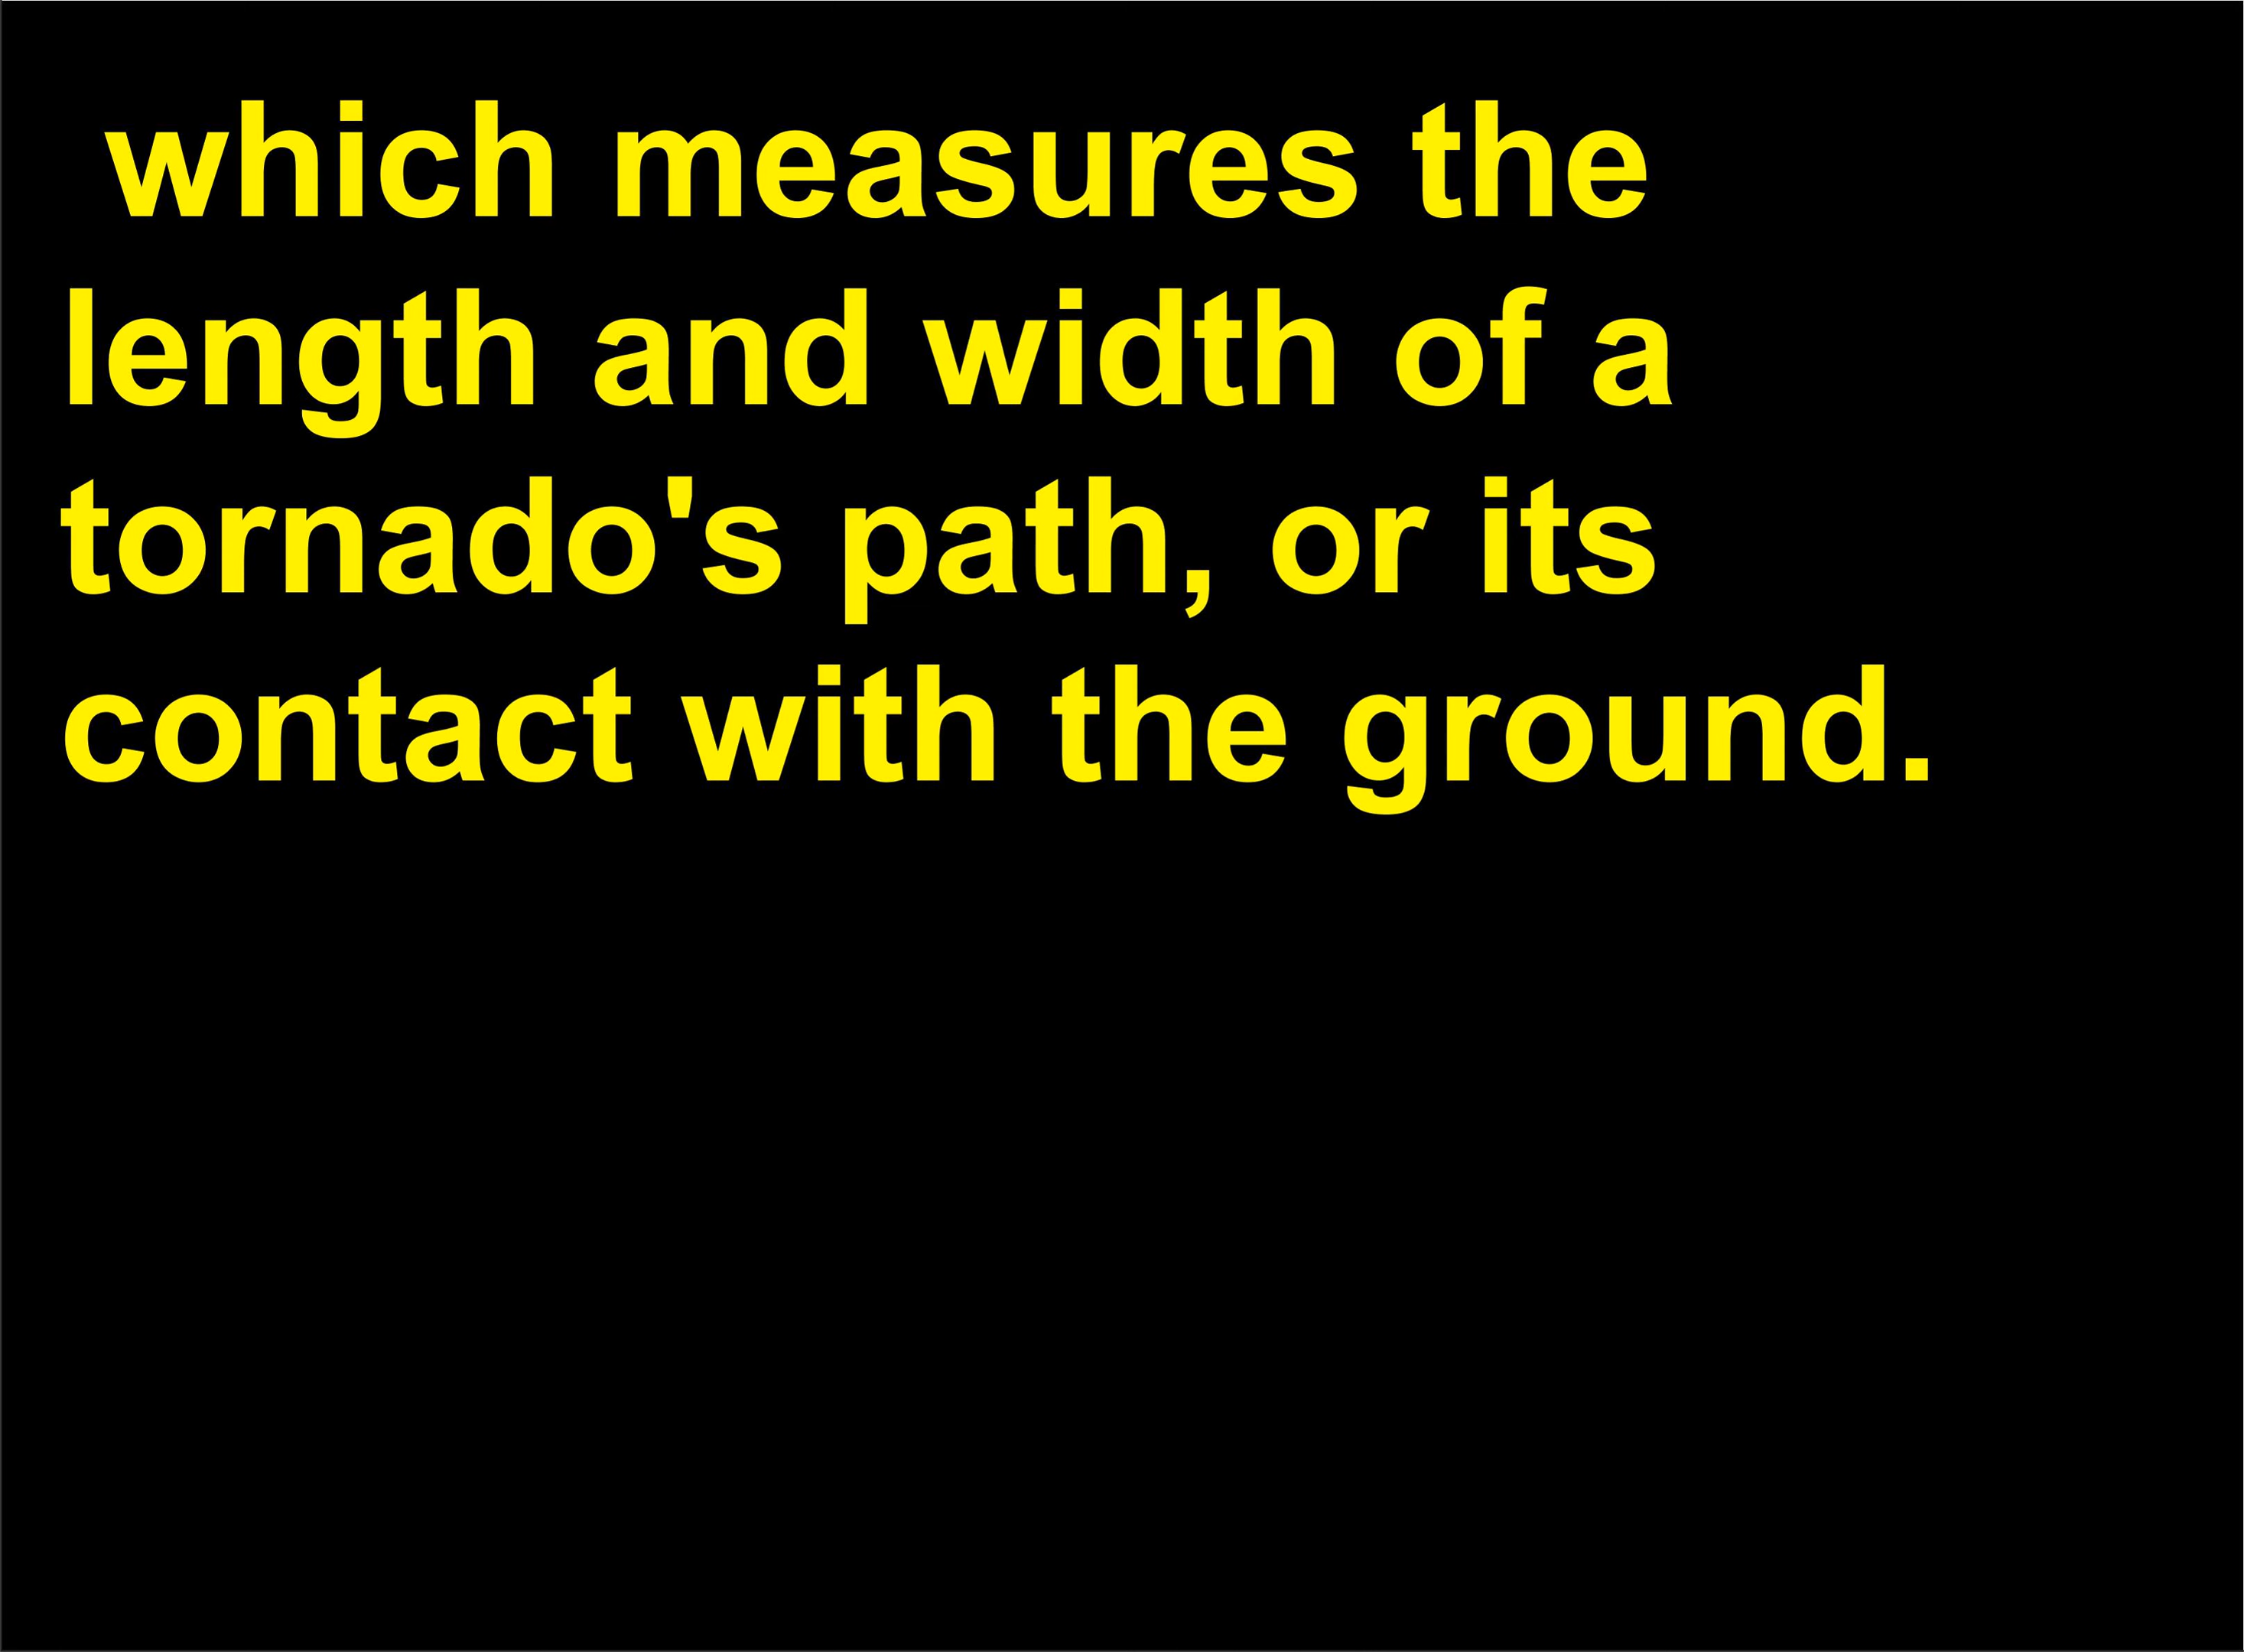 which measures the
length and width of a
tornado's path, or its
contact with the ground.